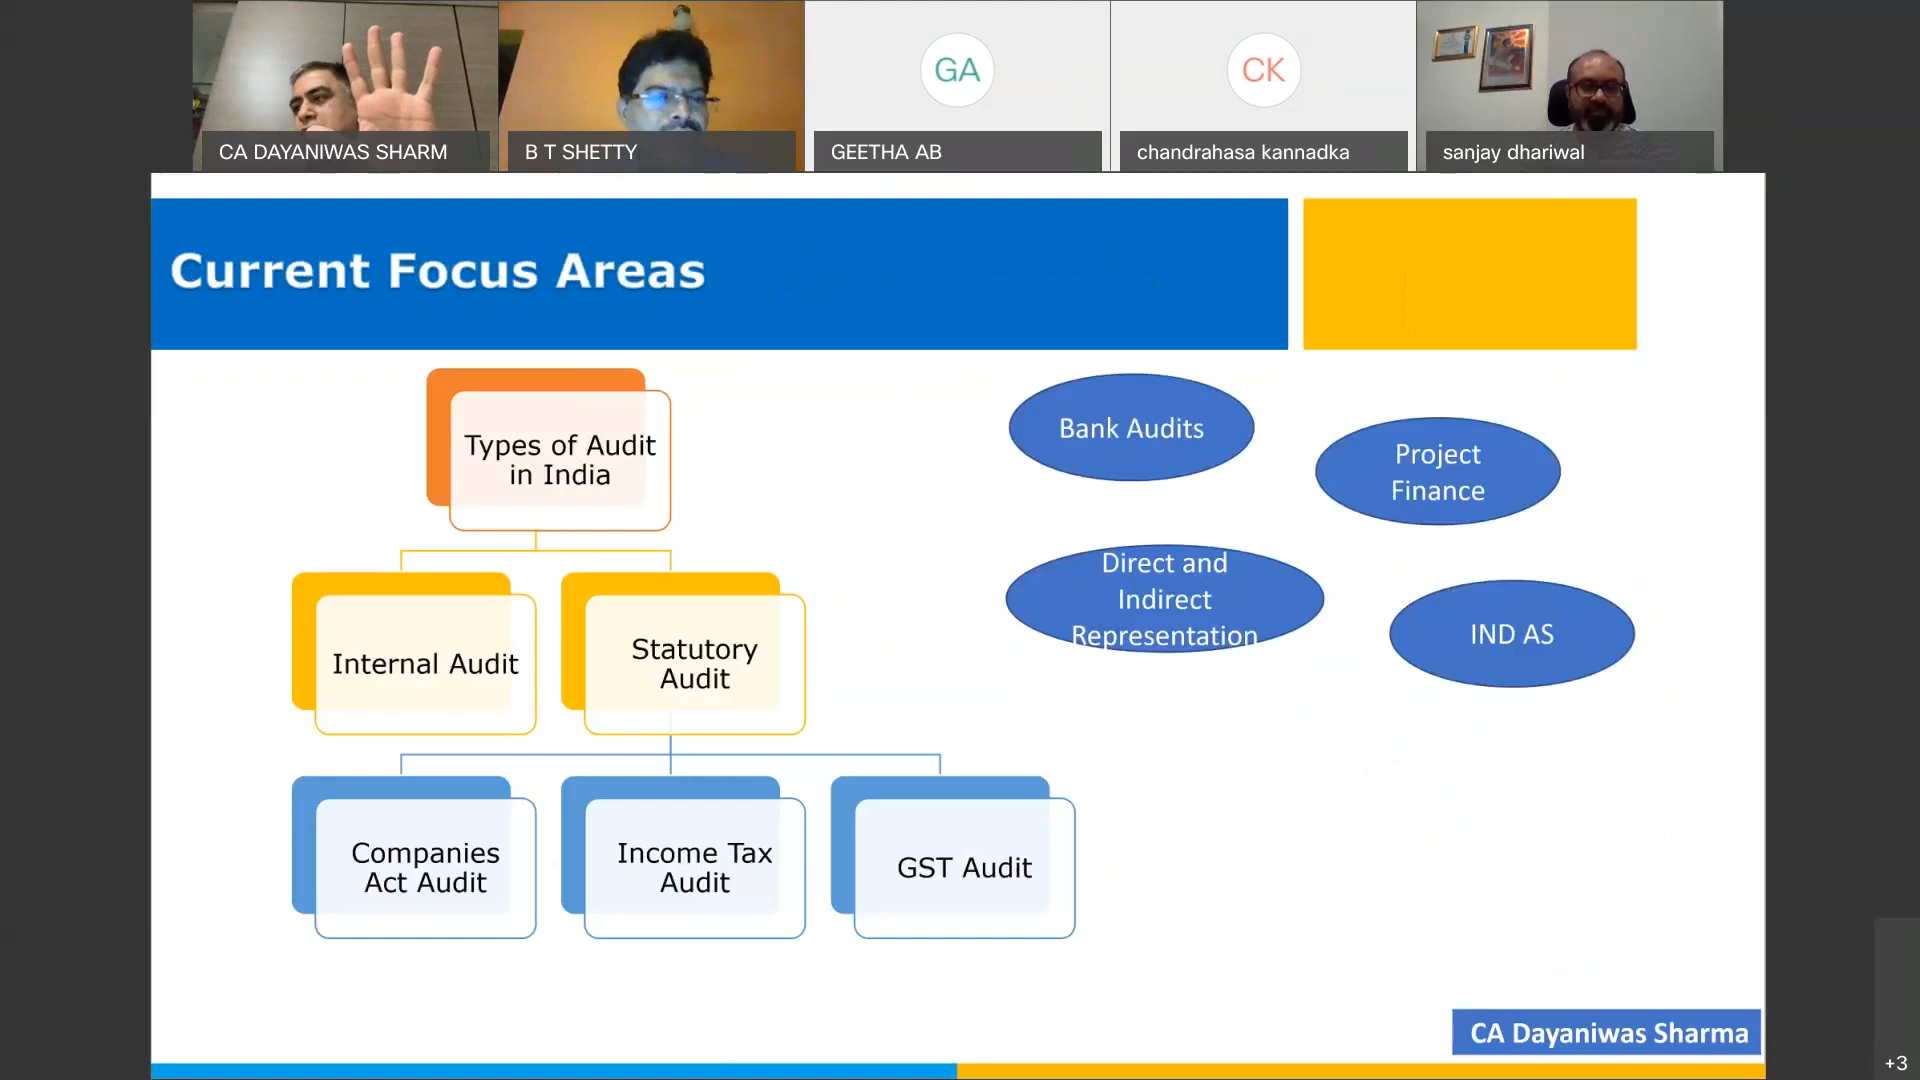 CA DAYANIWAS SHARM
B T SHETTY
GA
GEETHA AB
CK
chandrahasa kannadka
sanjay dhariwal
Current Focus Areas
Types of Audit
in India
Internal Audit
Statutory
Audit
Companies
Act Audit
Income Tax
Audit
GST Audit
Bank Audits
Project
Finance
Direct and
Indirect
Representation
IND AS
CA Dayaniwas Sharma
+3